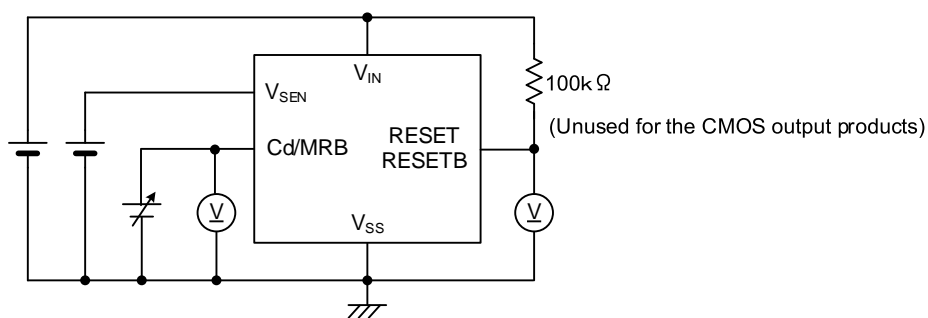 V_IN
V_SEN
100kΩ
(Unused for the CMOS output products)
Cd/MRB
RESET
RESETB
V
V
V_SS